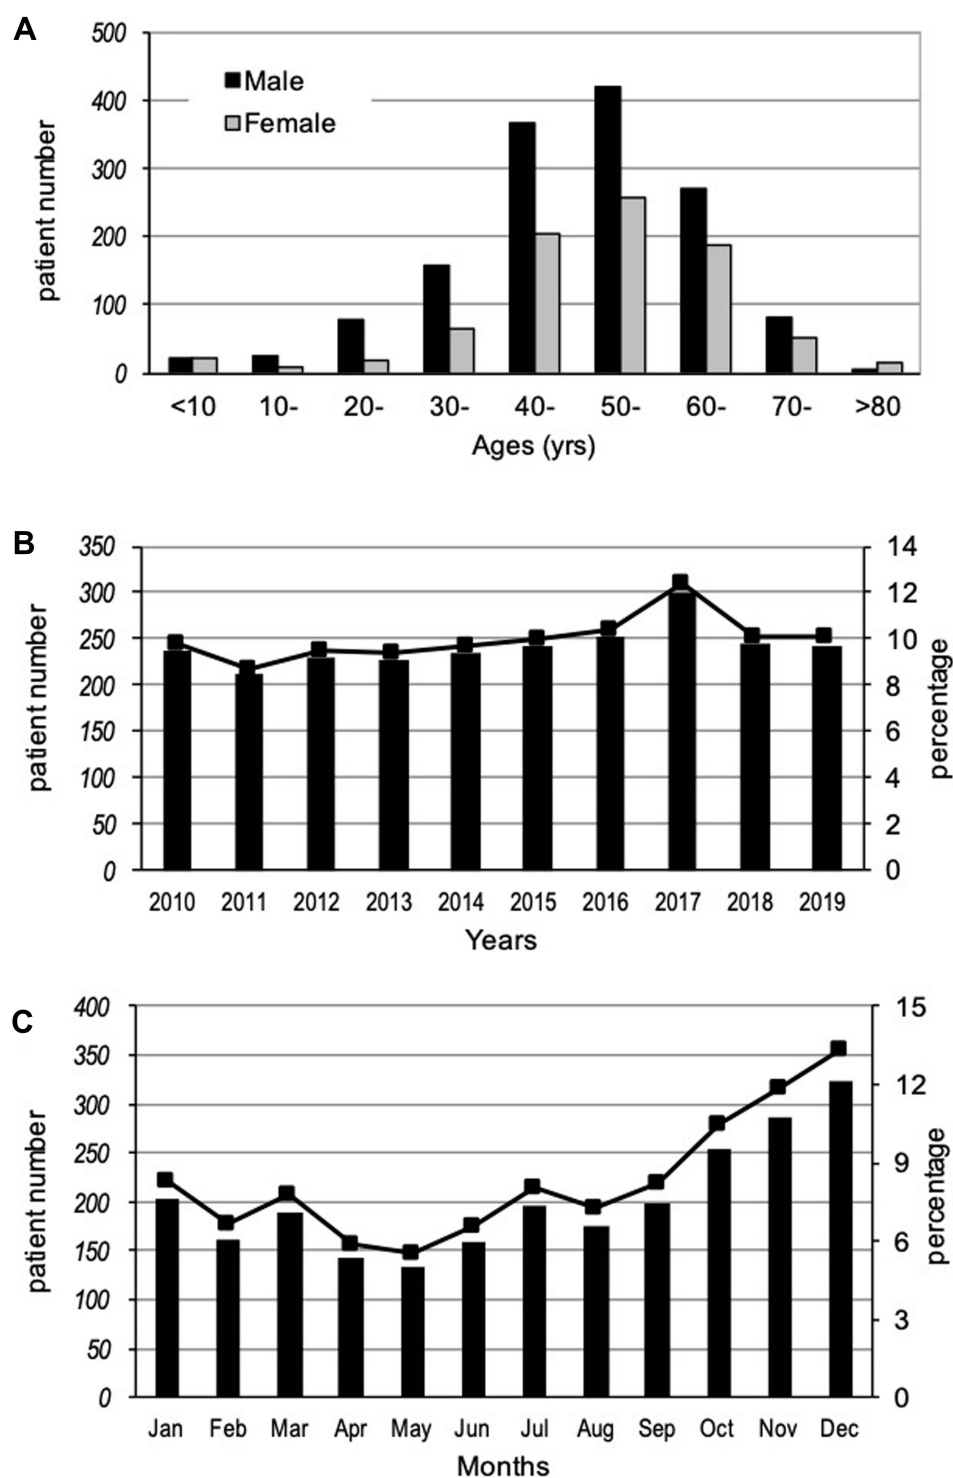 A
500
400
300
200
100
0
patient number
Male
Female
<10 10- 20- 30- 40- 50- 60- 70- >80
Ages (yrs)
B
350
300
250
200
150
100
50
0
patient number
14
12
10
8
6
4
2
0
percentage
2010 2011 2012 2013 2014 2015 2016 2017 2018 2019
Years
C
400
350
300
250
200
150
100
50
0
patient number
15
12
9
6
3
0
percentage
Jan Feb Mar Apr May Jun Jul Aug Sep Oct Nov Dec
Months